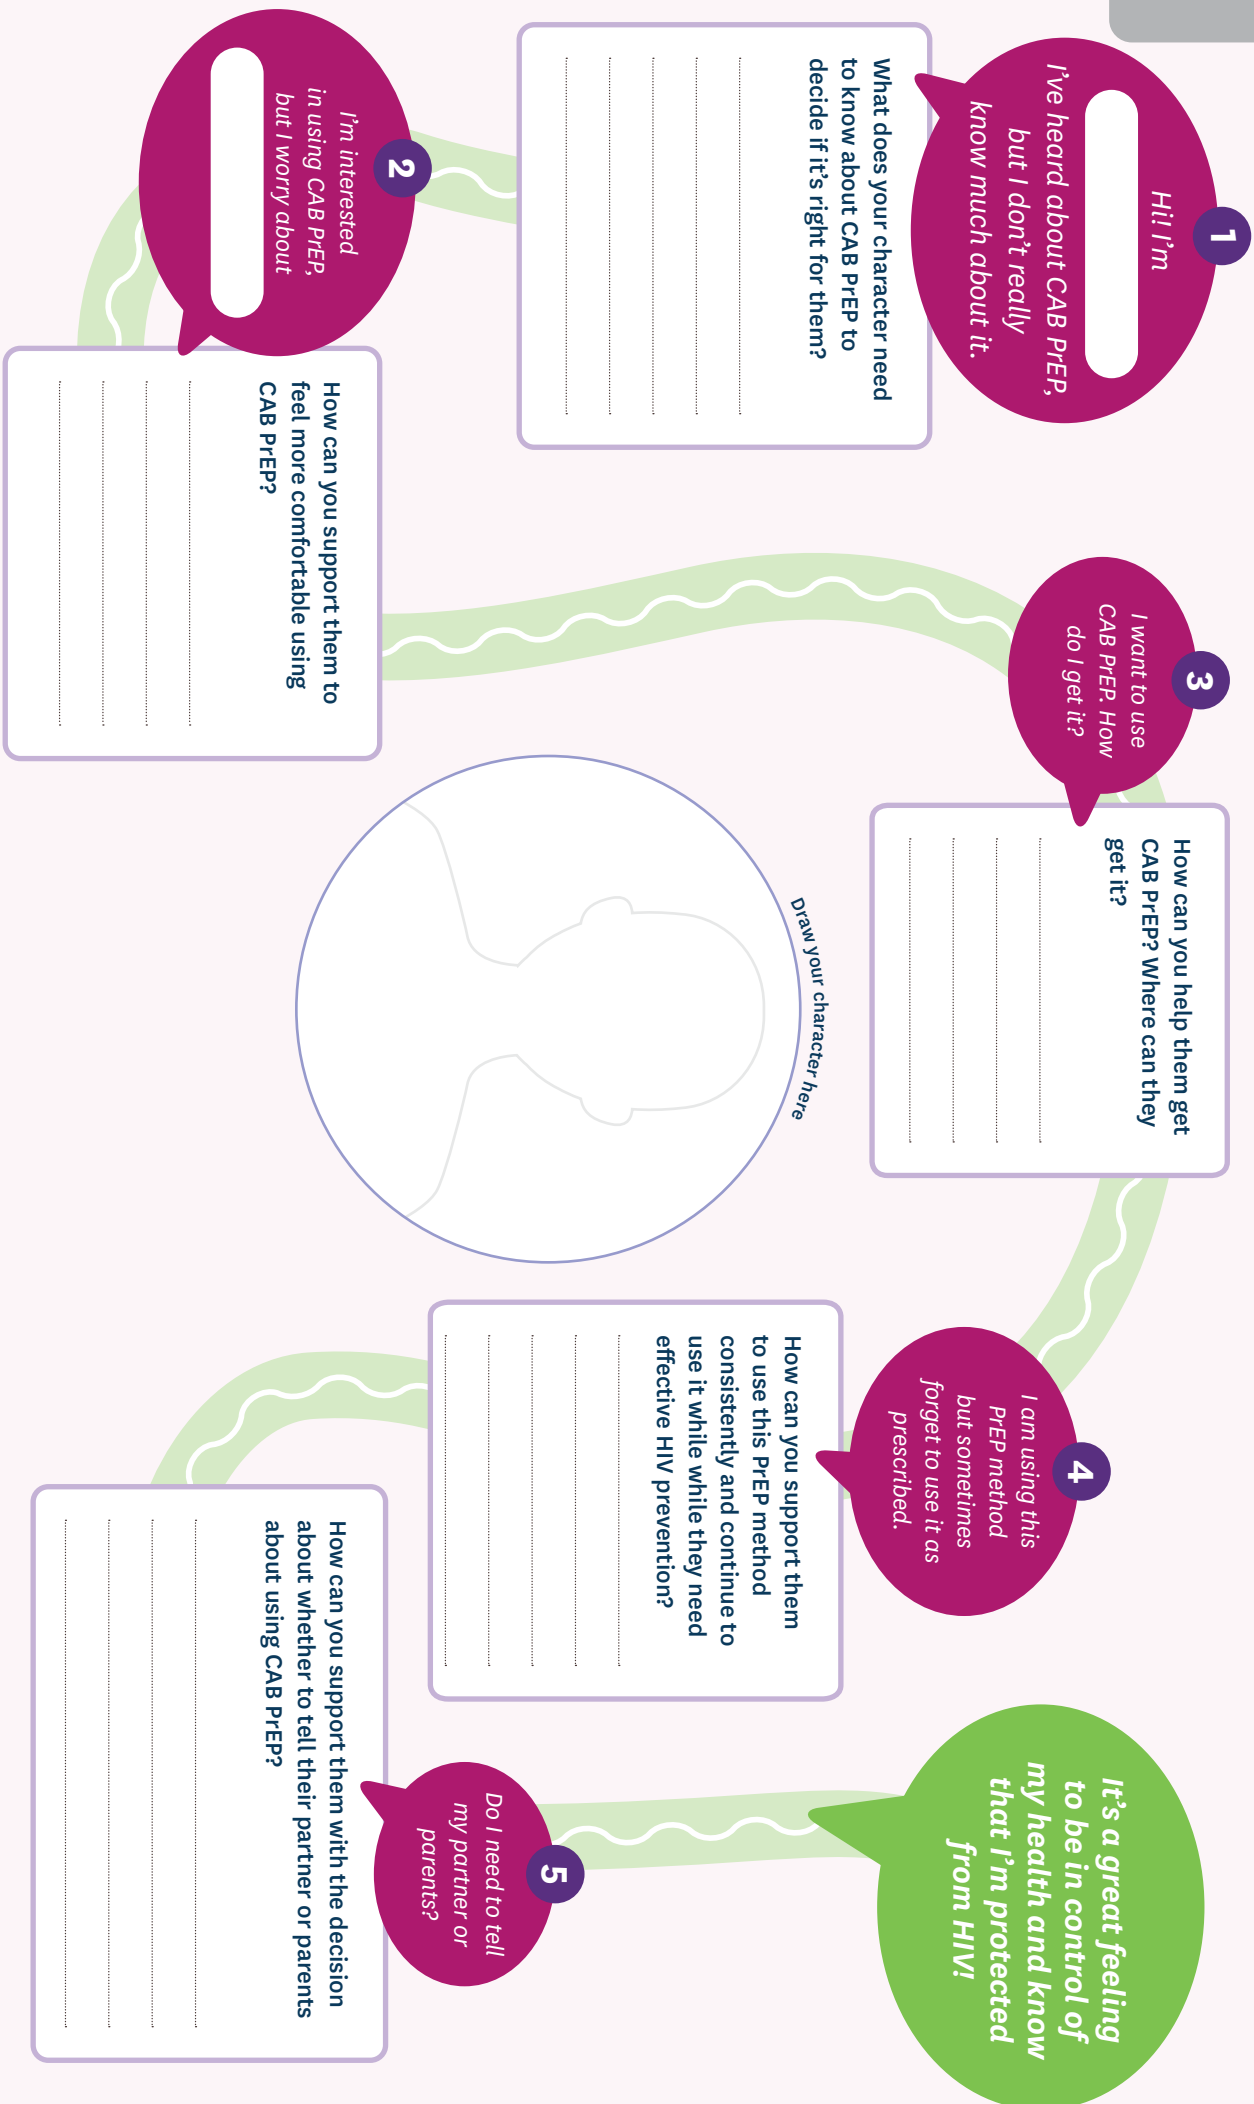 1
Hi! I'm
I've heard about CAB PrEP,
but I don't really
know much about it.
What does your character need
to know about CAB PrEP to
decide if it's right for them?
2
I'm interested
in using CAB PrEP,
but I worry about
How can you support them to
feel more comfortable using
CAB PrEP?
3
I want to use
CAB PrEP. How
do I get it?
How can you help them get
CAB PrEP? Where can they
get it?
Draw your character here
4
I am using this
PrEP method
but sometimes
forget to use it as
prescribed.
How can you support them
to use this PrEP method
consistently and continue to
use it while while they need
effective HIV prevention?
5
Do I need to tell
my partner or
parents?
How can you support them with the decision
about whether to tell their partner or parents
about using CAB PrEP?
It's a great feeling
to be in control of
my health and know
that I'm protected
from HIV!